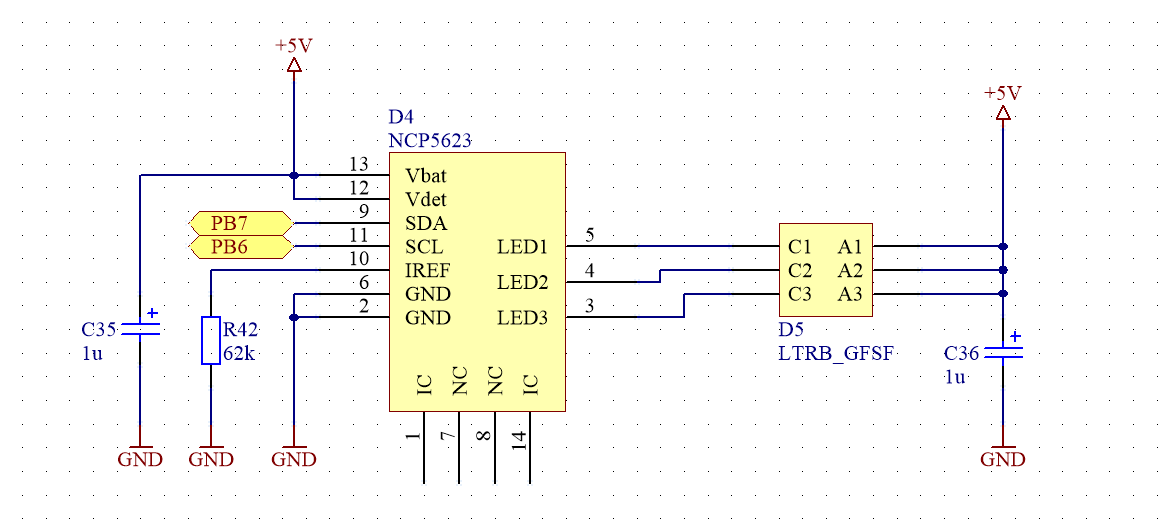 +5V
+5V
D4
NCP5623
13 Vbat
12 Vdet
PB7 9 SDA
PB6 11 SCL LED1 5 C1 A1
10 IREF LED2 4 C2 A2
6 GND C3 A3
2 GND LED3 3
C35
1u
R42
62k
D5
LTRB_GFSF
C36
1u
+
+
IC NC NC IC
1 7 8 14
GND GND GND GND